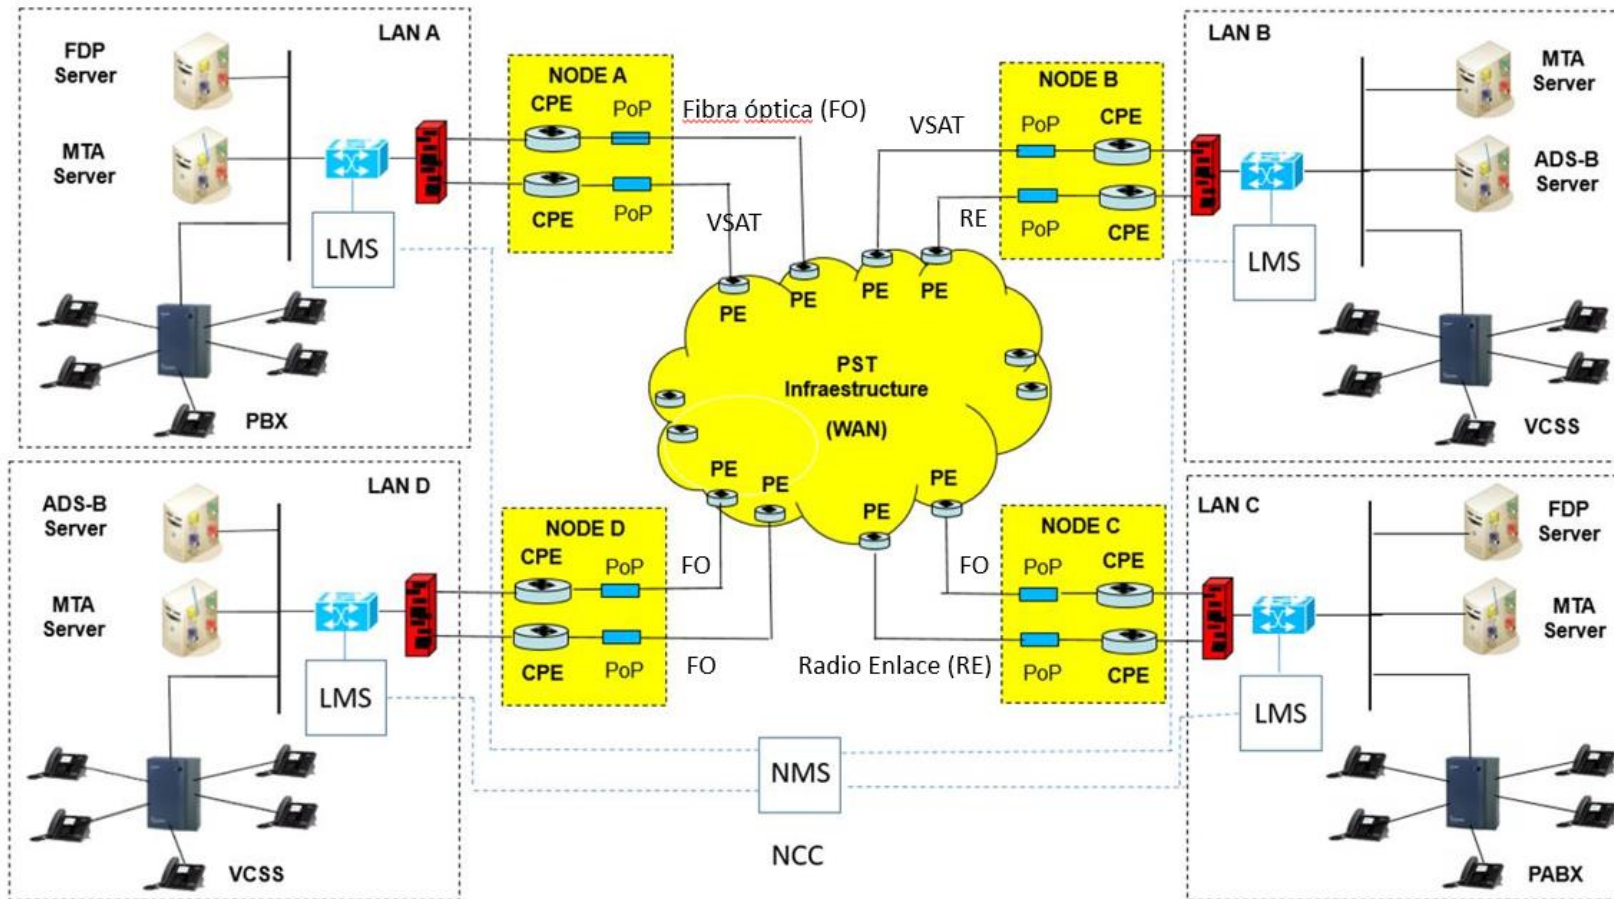 LAN A
FDP
Server
MTA
Server
LMS
PBX
NODE A
CPE
PoP
CPE
PoP
Fibra óptica (FO)
VSAT
VSAT
RE
NODE B
PoP
CPE
PoP
CPE
LAN B
MTA
Server
ADS-B
Server
LMS
VCSS
PE
PE
PE
PE
PST
Infraestructure
(WAN)
PE
PE
PE
PE
LAN D
ADS-B
Server
MTA
Server
LMS
VCSS
NODE D
CPE
PoP
CPE
PoP
FO
FO
FO
Radio Enlace (RE)
NODE C
PoP
CPE
PoP
CPE
LAN C
FDP
Server
MTA
Server
LMS
PABX
NMS
NCC